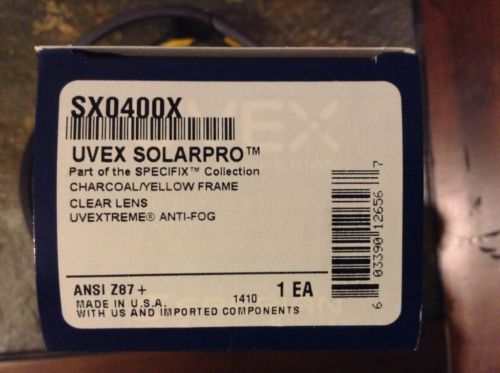 SX0400X
UVEX SOLARPRO™
Part of the SPECIFIX™ Collection
CHARCOAL/YELLOW FRAME
CLEAR LENS
UVEXTREME® ANTI-FOG
ANSI Z87+
MADE IN U.S.A. 1410 1 EA
WITH US AND IMPORTED COMPONENTS
6 03390 12656 7
UVEX